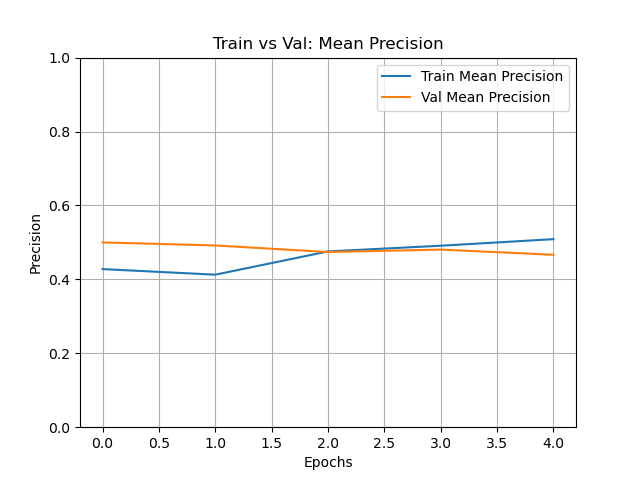 Train vs Val: Mean Precision
Train Mean Precision
Val Mean Precision
Precision
1.0
0.8
0.6
0.4
0.2
0.0
0.0 0.5 1.0 1.5 2.0 2.5 3.0 3.5 4.0
Epochs